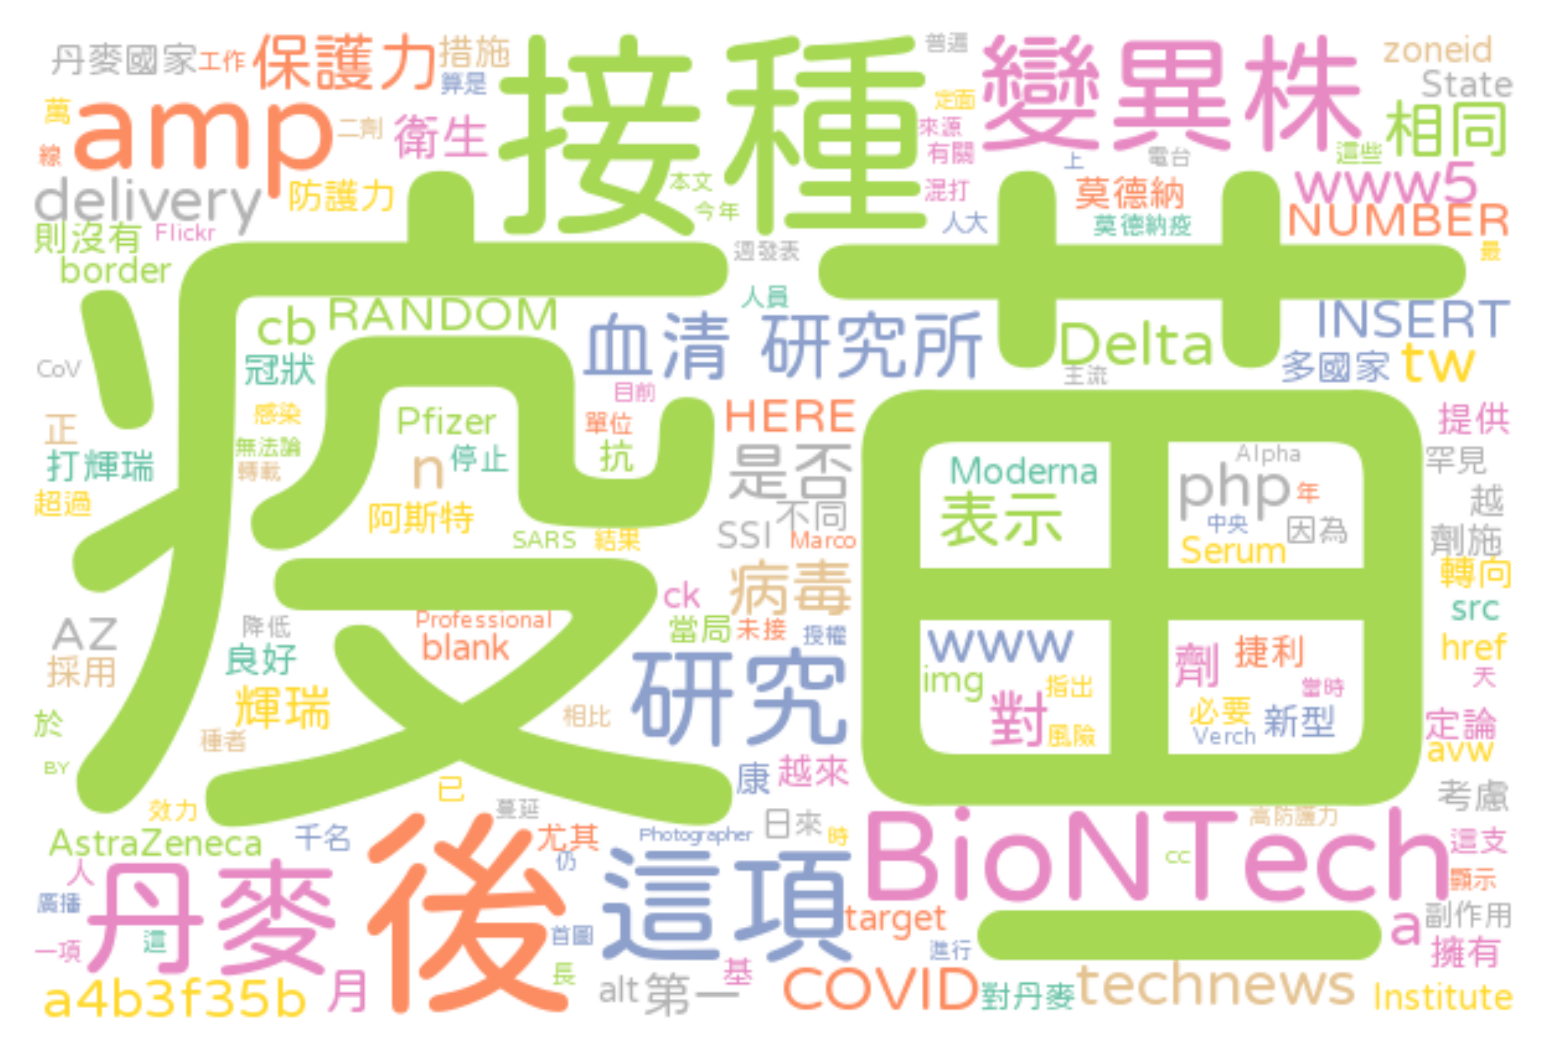 丹麥國家 工作 保護力 措施 接種 普遍 變異株 zoneid
算是 State
萬 amp 二劑 衛生 定面 相同
線 來源 有關 上 電台 這些
delivery 防護力 本文 今年 混打 人大 莫德納 莫德納疫 www5 NUMBER
則沒有 Flickr 週發表 最
border 疫苗 人員
cb RANDOM 血清 研究所 Delta INSERT
CoV 冠狀 目前 主流 多國家 tw
正 感染 Pfizer 單位 HERE 提供
打輝瑞 無法論 轉載 n 停止 抗 是否 Moderna Alpha 罕見
超過 阿斯特 不同 表示 php 年 越
SARS 結果 SSI Marco 中央 因為 劑施
Serum 轉向
ck 病毒 src
AZ 降低 Professional 當局 未接 授權 www href
採用 良好 blank 研究 img 指出 劑 捷利 當時 天
於 輝瑞 相比 對 風險 必要 新型 定論
種者 Verch avw
BY 已 康 越來 考慮
效力 蔓延 高防護力
AstraZeneca 千名 後 尤其 Photographer 日來 時 BioNTech 這支
人 丹麥 仍 這項 cc 顯示
廣播 target 副作用
一項 這 首圖 進行 a 擁有
a4b3f35b 月 長 alt 第一 基 COVID 對丹麥 technews Institute